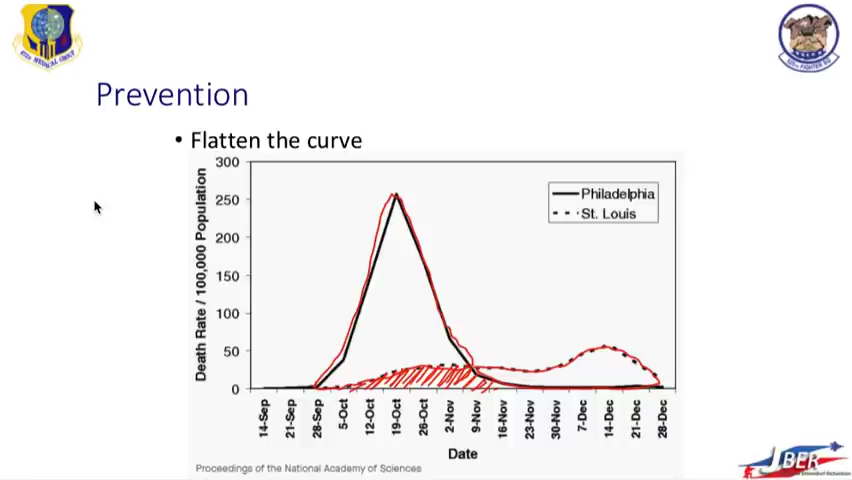 Prevention
• Flatten the curve
Death Rate / 100,000 Population
300
250
200
150
100
50
0
Philadelphia
St. Louis
14-Sep
21-Sep
28-Sep
5-Oct
12-Oct
19-Oct
26-Oct
2-Nov
9-Nov
16-Nov
23-Nov
30-Nov
7-Dec
14-Dec
21-Dec
28-Dec
Date
Proceedings of the National Academy of Sciences
MEDICAL GROUP
JBER